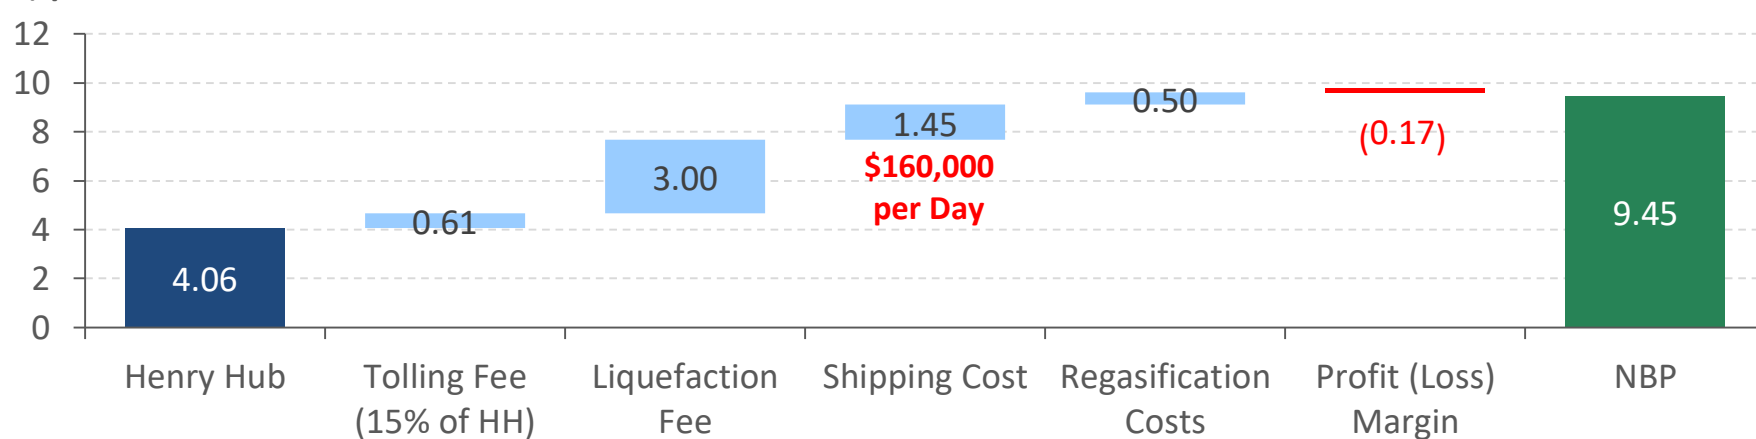 12
10
8
6
4
2
0
4.06
0.61
3.00
1.45
$160,000
per Day
0.50
(0.17)
9.45
Henry Hub
Tolling Fee
(15% of HH)
Liquefaction
Fee
Shipping Cost
Regasification
Costs
Profit (Loss)
Margin
NBP